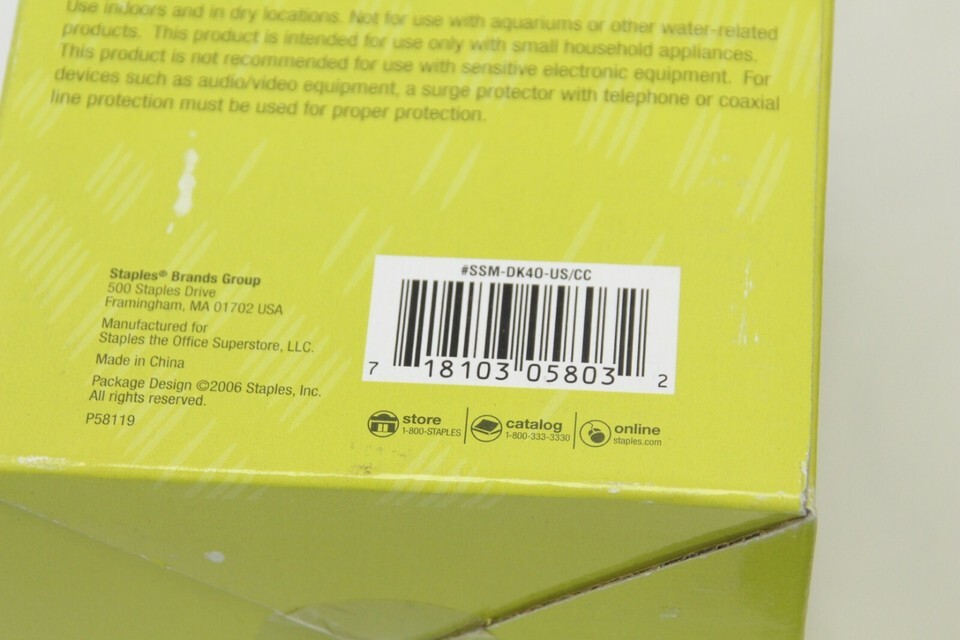 Use indoors and in dry locations. Not for use with aquariums or other water-related
products. This product is intended for use only with small household appliances.
This product is not recommended for use with sensitive electronic equipment. For
devices such as audio/video equipment, a surge protector with telephone or coaxial
line protection must be used for proper protection.
Staples® Brands Group
500 Staples Drive
Framingham, MA 01702 USA
Manufactured for
Staples the Office Superstore, LLC.
Made in China
Package Design ©2006 Staples, Inc.
All rights reserved.
P58119
#SSM-DK40-US/CC
7 18103 05803 2
store
1-800-STAPLES
catalog
1-800-333-3330
online
staples.com